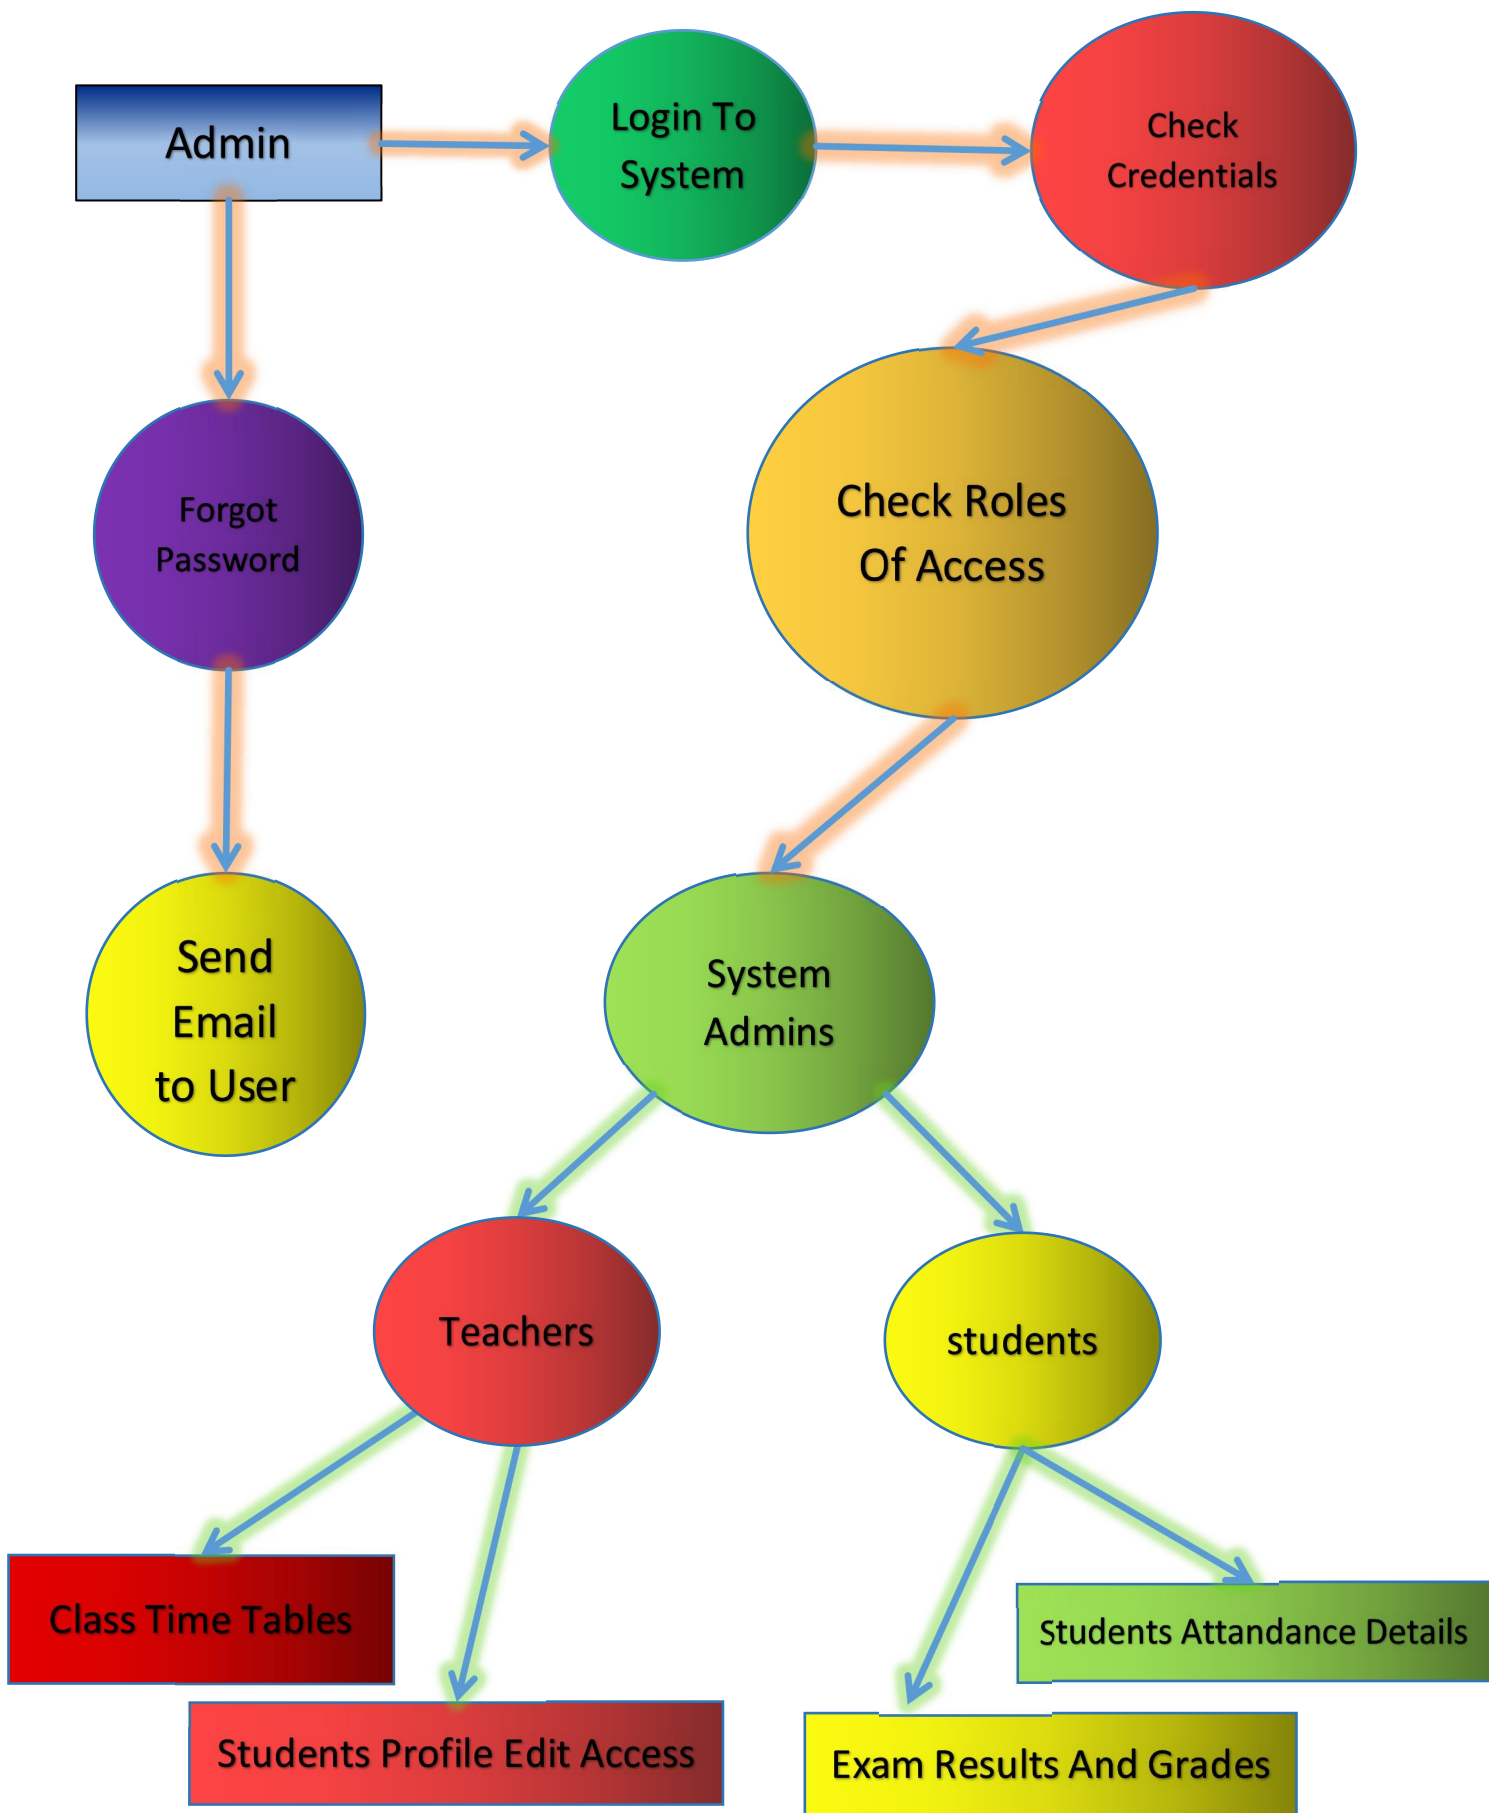 Admin
Login To
System
Check
Credentials
Forgot
Password
Check Roles
Of Access
Send
Email
to User
System
Admins
Teachers
students
Class Time Tables
Students Attandance Details
Students Profile Edit Access
Exam Results And Grades